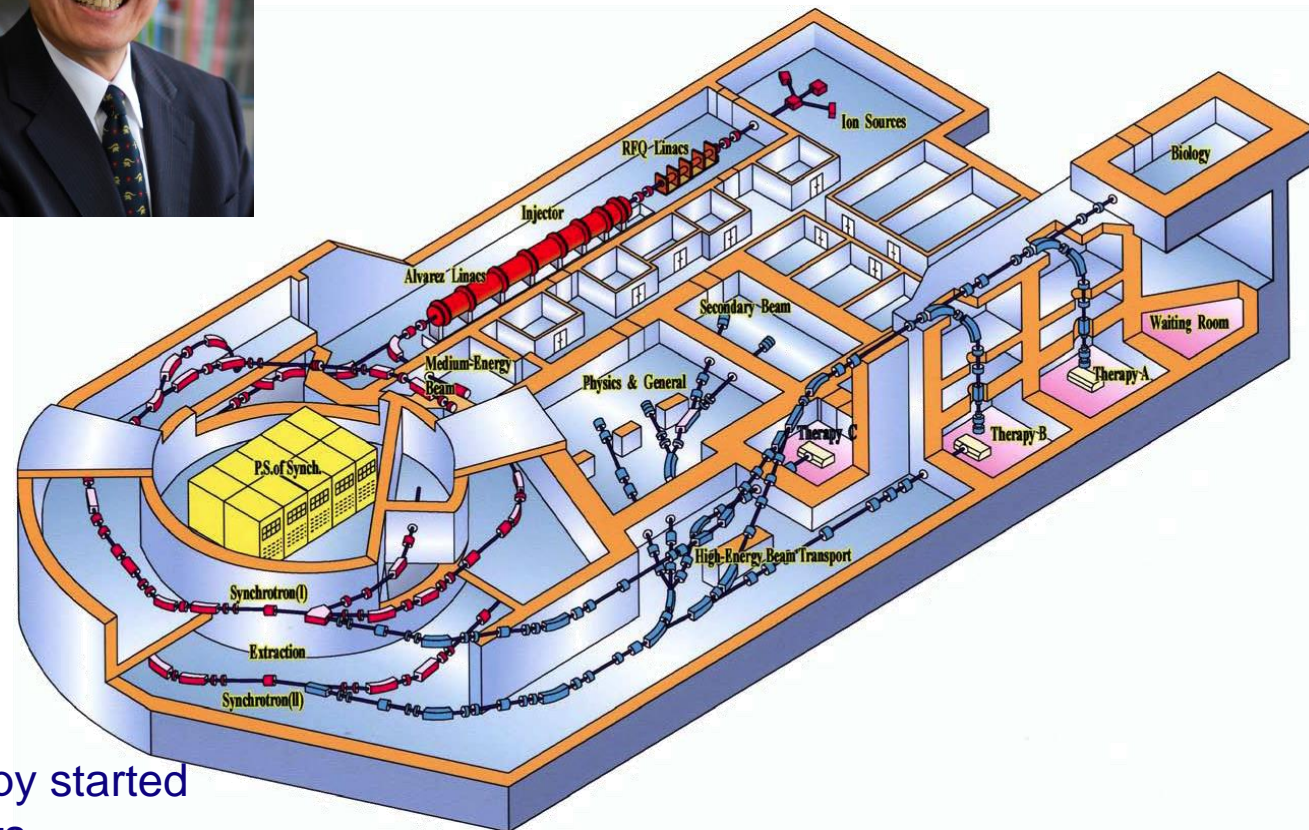 Ion Sources
RFQ Linacs
Biology
Injector
Alvarez Linacs
Secondary Beam
Waiting Room
Medium-Energy
Beam
Physics & General
Therapy A
Therapy C
Therapy B
P.S.of Synch.
High-Energy Beam Transport
Synchrotron(I)
Extraction
Synchrotron(II)
started